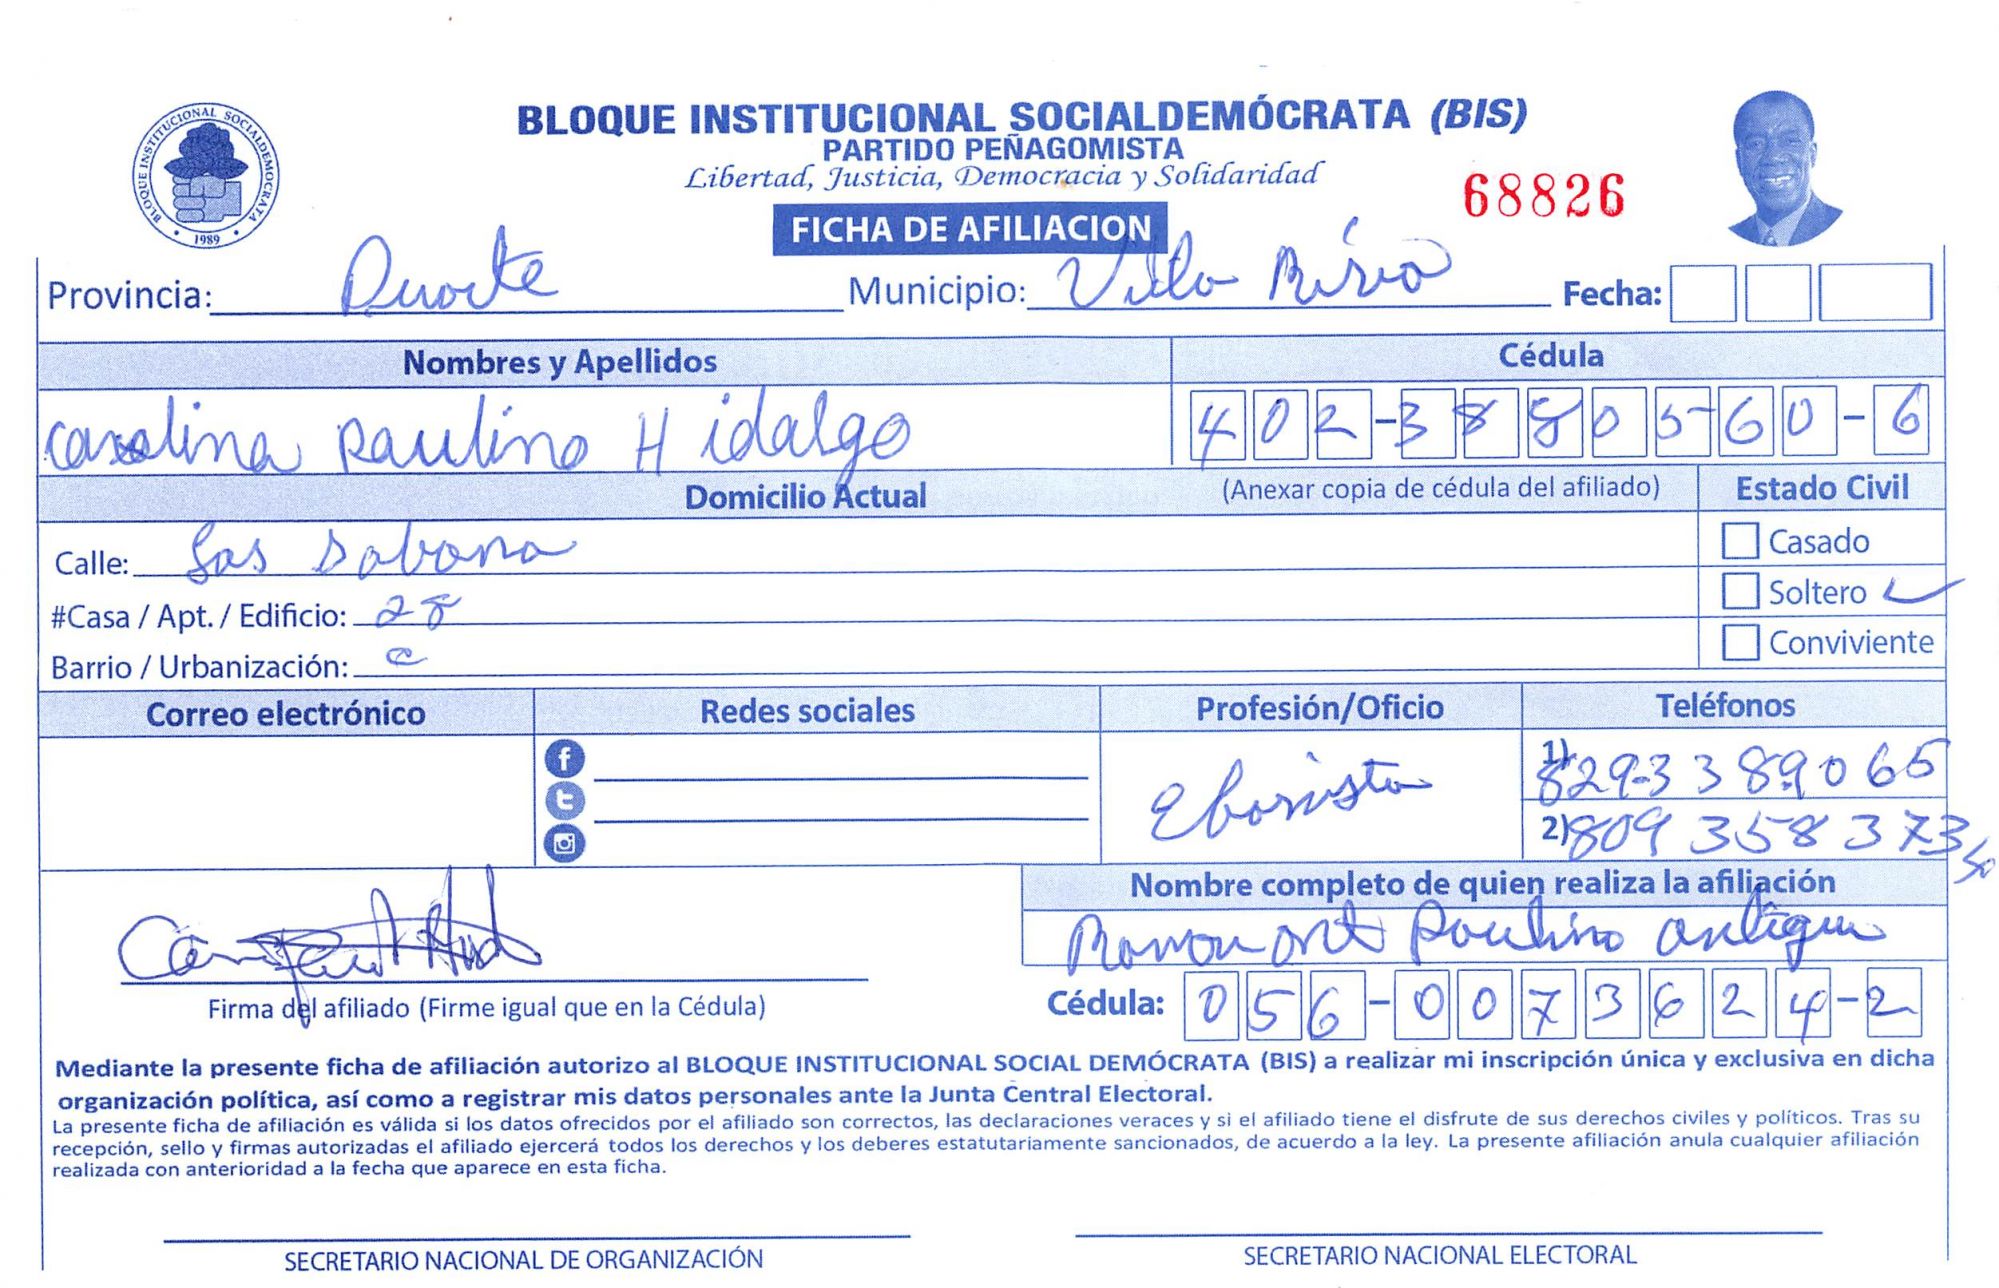 BLOQUE INSTITUCIONAL SOCIALDEMÓCRATA (BIS)
PARTIDO PEÑAGOMISTA
Libertad, Justicia, Democracia y Solidaridad
68826
BLOQUE INSTITUCIONAL SOCIALDEMOCRATA
1989
FICHA DE AFILIACION
Provincia: Duarte Municipio: Villa Riva Fecha:
Nombres y Apellidos Cédula
Carolina Paulino Hidalgo 402-3880560-6
Domicilio Actual (Anexar copia de cédula del afiliado) Estado Civil
Calle: Las Sabana Casado
#Casa / Apt. / Edificio: 28 Soltero
Barrio / Urbanización: Conviviente
Correo electrónico Redes sociales Profesión/Oficio Teléfonos
Ebanista 1) 829-3389065
2) 809 358 3734
Nombre completo de quien realiza la afiliación
Paulino
Firma del afiliado (Firme igual que en la Cédula) Cédula: 056-0073624-2
Mediante la presente ficha de afiliación autorizo al BLOQUE INSTITUCIONAL SOCIAL DEMÓCRATA (BIS) a realizar mi inscripción única y exclusiva en dicha
organización política, así como a registrar mis datos personales ante la Junta Central Electoral.
La presente ficha de afiliación es válida si los datos ofrecidos por el afiliado son correctos, las declaraciones veraces y si el afiliado tiene el disfrute de sus derechos civiles y políticos. Tras su
recepción, sello y firmas autorizadas el afiliado ejercerá todos los derechos y los deberes estatutariamente sancionados, de acuerdo a la ley. La presente afiliación anula cualquier afiliación
realizada con anterioridad a la fecha que aparece en esta ficha.
SECRETARIO NACIONAL DE ORGANIZACIÓN SECRETARIO NACIONAL ELECTORAL